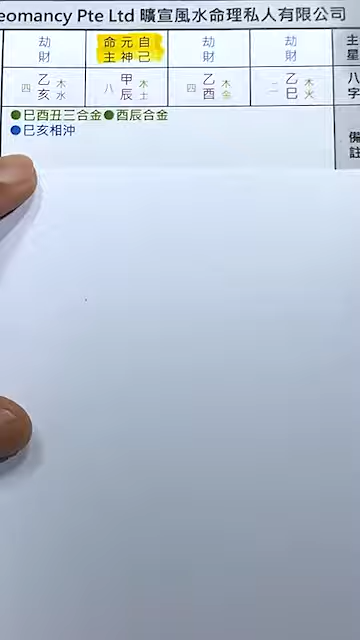 eomancy Pte Ltd 曠宣風水命理私人有限公司
劫 命元自 劫 劫 主
財 主神己 財 財 星
四 乙木 八 甲木 四 乙木 二 乙木 八
亥水 辰土 酉金 巳火 字
●巳酉丑三合金●酉辰合金
●巳亥相沖
備
註